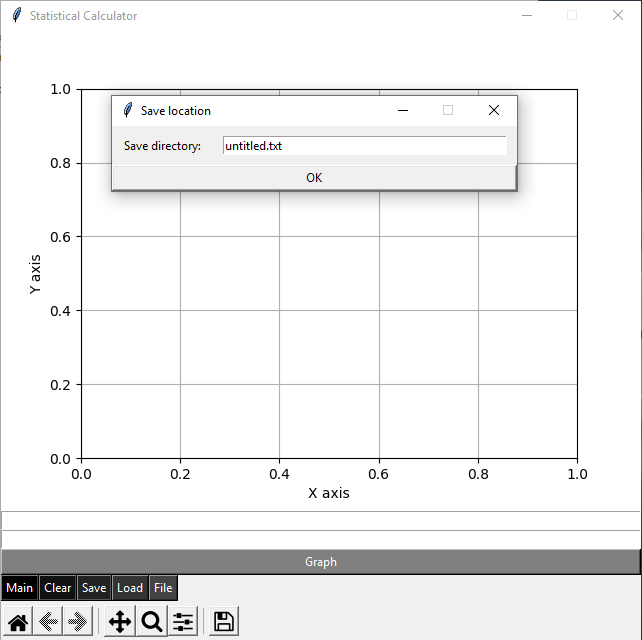 Statistical Calculator
Save location
Save directory: untitled.txt
OK
1.0
0.8
0.6
0.4
0.2
0.0
Y axis
0.0 0.2 0.4 0.6 0.8 1.0
X axis
Graph
Main Clear Save Load File